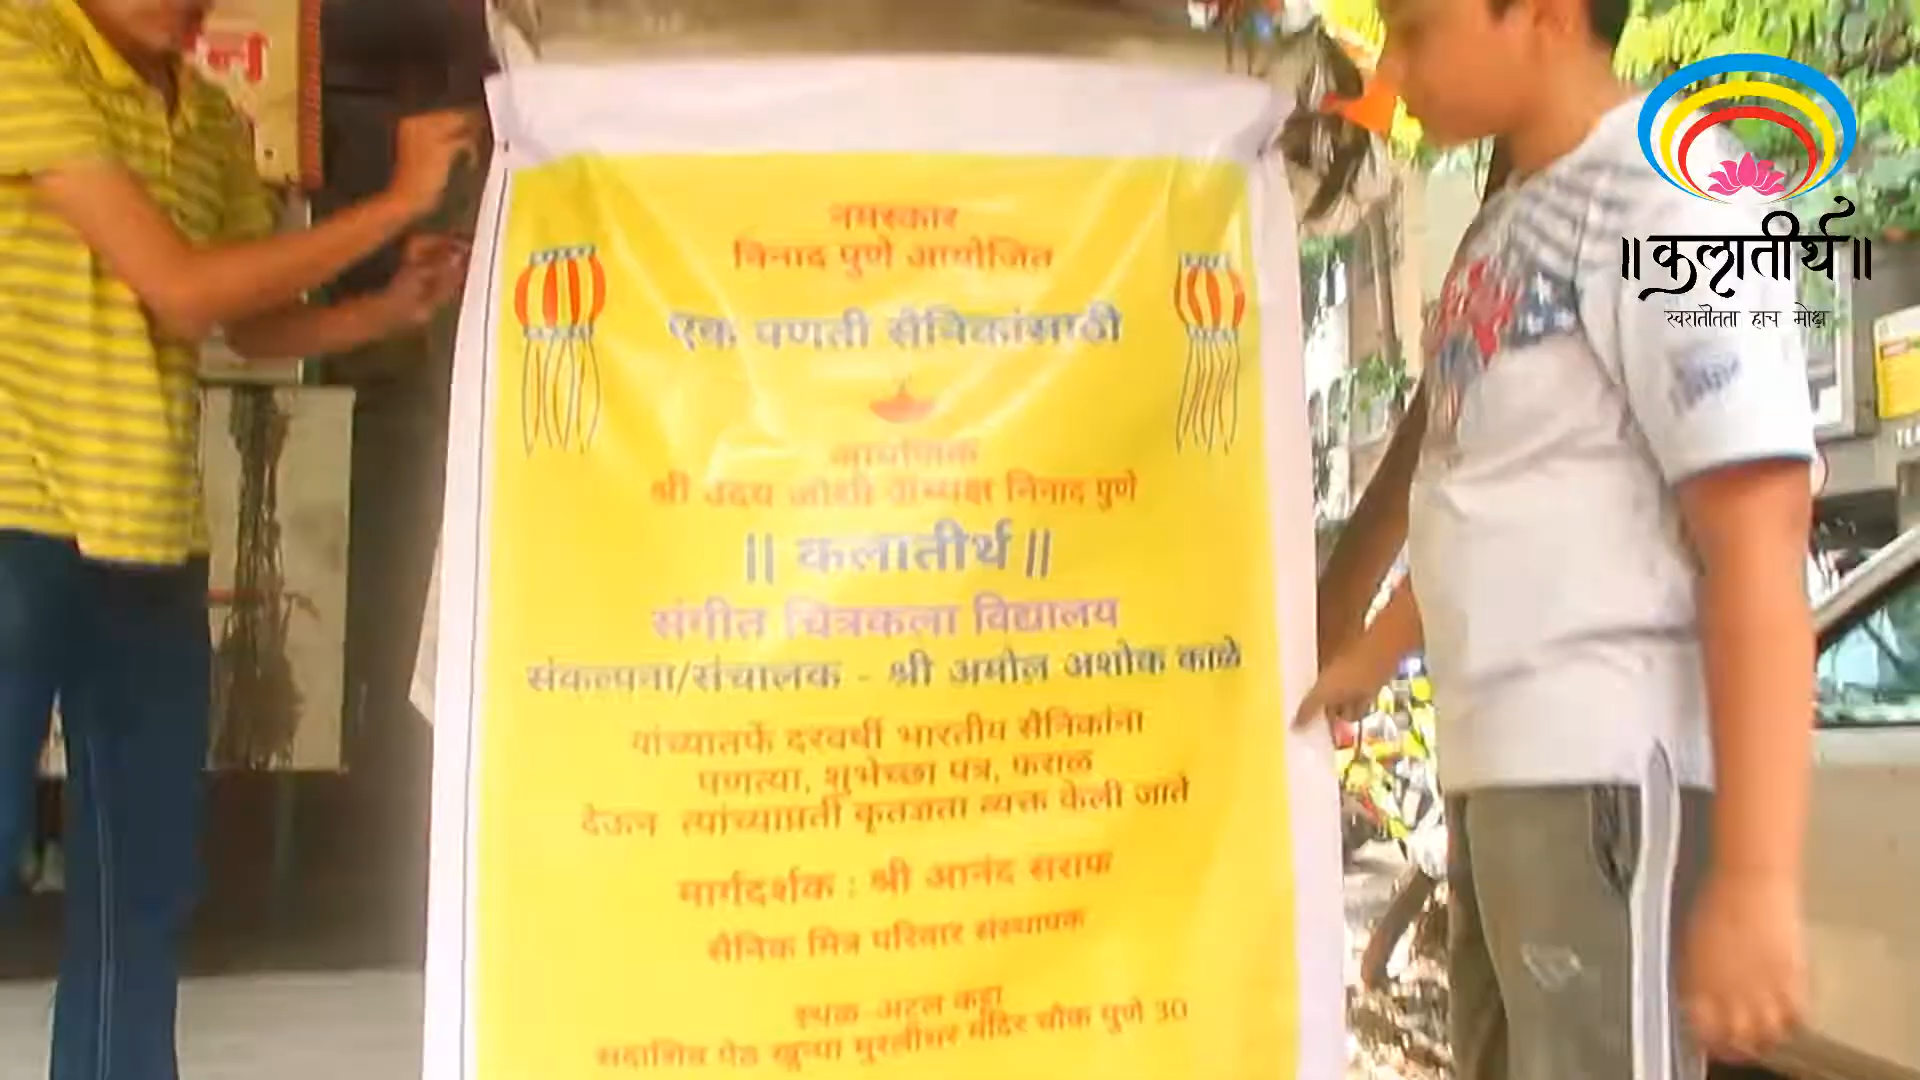 नमस्कार
निनाद पुणे आयोजित
एक पणती सैनिकांसाठी
श्री उदय जोशी निनाद पुणे
|| कलातीर्थ ||
संगीत चित्रकला विद्यालय
संकल्पना/संचालक - श्री अमोल अशोक काळे
यांच्यातर्फे दरवर्षी भारतीय सैनिकांना
पणत्या, शुभेच्छा पत्र, फराळ
देऊन त्यांच्याप्रती कृतज्ञता व्यक्त केली जाते
मार्गदर्शक : श्री आनंद सराफ
सैनिक मित्र परिवार संस्थापक
स्थळ-अटल कट्टा
सदाशिव पेठ खुन्या मुरलीधर मंदिर चौक पुणे 30
॥कलातीर्थ॥
स्वरातीतता हाच मोक्ष